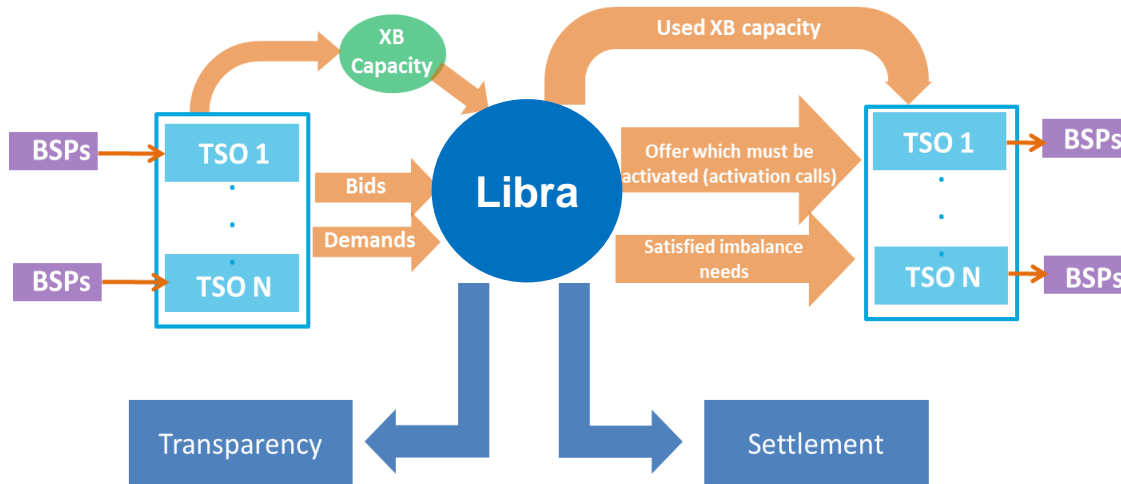 XB
Capacity
Used XB capacity
BSPs
TSO 1
Bids
Demands
BSPs
TSO N
Libra
Offer which must be
activated (activation calls)
Satisfied imbalance
needs
TSO 1
BSPs
TSO N
BSPs
Transparency
Settlement